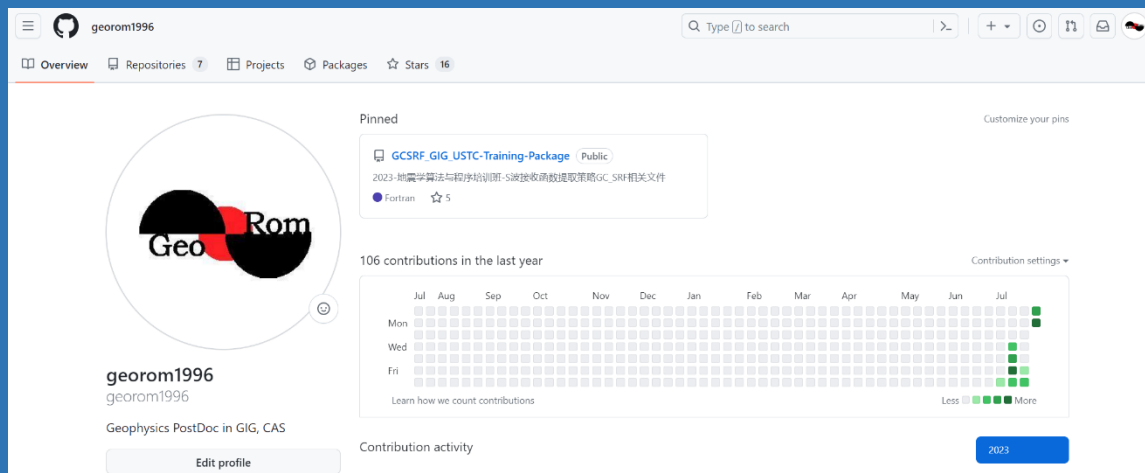 georom1996
Type / to search
Overview
Repositories 7
Projects
Packages
Stars 16
Pinned
Customize your pins
GCSRF_GIG_USTC-Training-Package Public
2023-地震学算法与程序培训班-S波接收函数提取策略GC_SRF相关文件
Fortran 5
Geo Rom
106 contributions in the last year
Contribution settings
Jul Aug Sep Oct Nov Dec Jan Feb Mar Apr May Jun Jul
Mon
Wed
Fri
Learn how we count contributions
Less More
georom1996
georom1996
Geophysics PostDoc in GIG, CAS
Edit profile
Contribution activity
2023